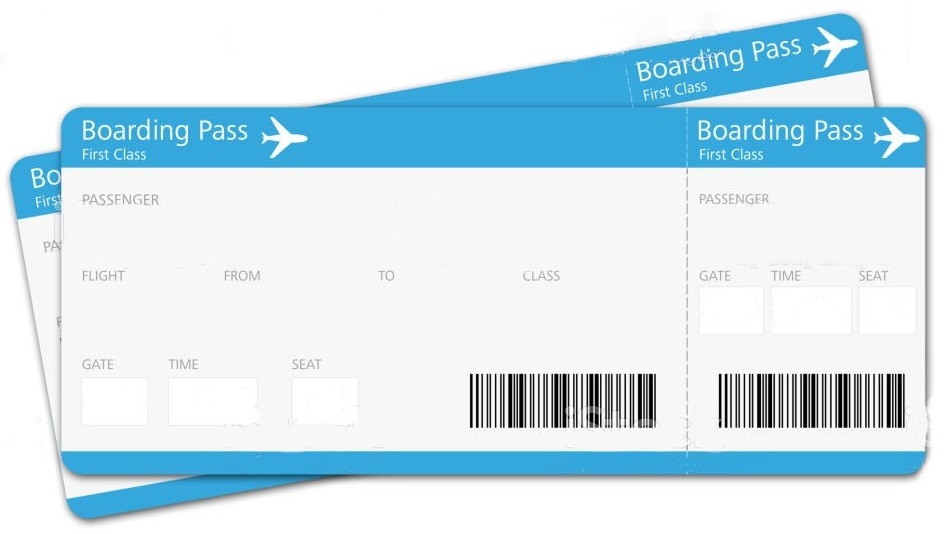 Boarding Pass
First Class
Boarding Pass
First Class
PASSENGER
FLIGHT FROM TO CLASS
GATE TIME SEAT
Boarding Pass
First Class
PASSENGER
GATE TIME SEAT
Bo
First
PA